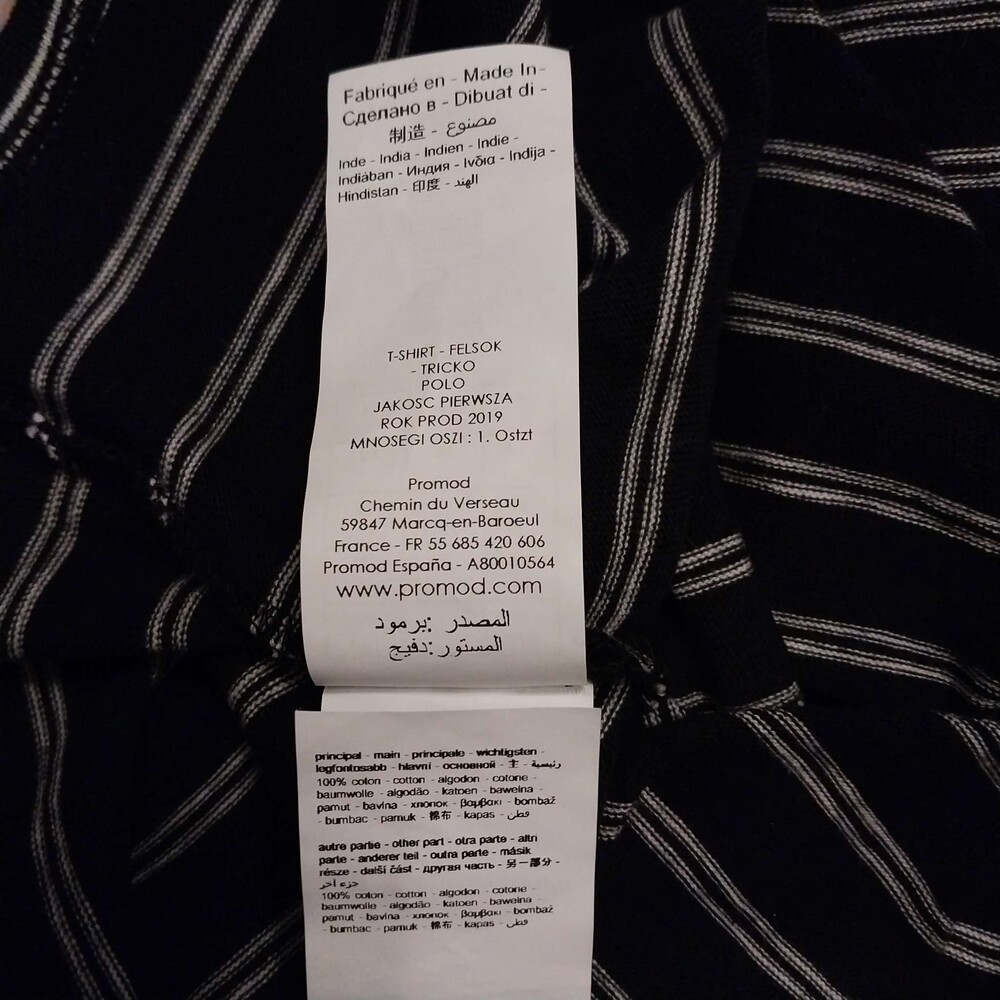 Fabriqué en - Made In -
Сделано в - Dibuat di -
制造 - مصنوع
Inde - India - Indien - Indie -
Indiában - Индия - Ινδια - Indija -
Hindistan - 印度 - الهند
T-SHIRT - FELSOK
- TRICKO
POLO
JAKOSC PIERWSZA
ROK PROD 2019
MNOSEGI OSZI : 1. Ostzt
Promod
Chemin du Verseau
59847 Marcq-en-Baroeul
France - FR 55 685 420 606
Promod España - A80010564
www.promod.com
المصدر :برمود
المستور :دفيج
principal - main - principale - wichtigsten -
legfontosabb - hlavní - основной - 主 - رئيسية
100% coton - cotton - algodon - cotone -
baumwolle - algodão - katoen - bawelna -
pamut - bavlna - хлопок - βαμβακι - bombaž
- bumbac - pamuk - 棉布 - kapas - قطن
autre partie - other part - otra parte - altri
parte - anderer teil - outra parte - másik
része - další část - другая часть - 另一部分 -
جزء اخر
100% coton - cotton - algodon - cotone -
baumwolle - algodão - katoen - bawelna -
pamut - bavlna - хлопок - βαμβακι - bombaž
- bumbac - pamuk - 棉布 - kapas - قطن